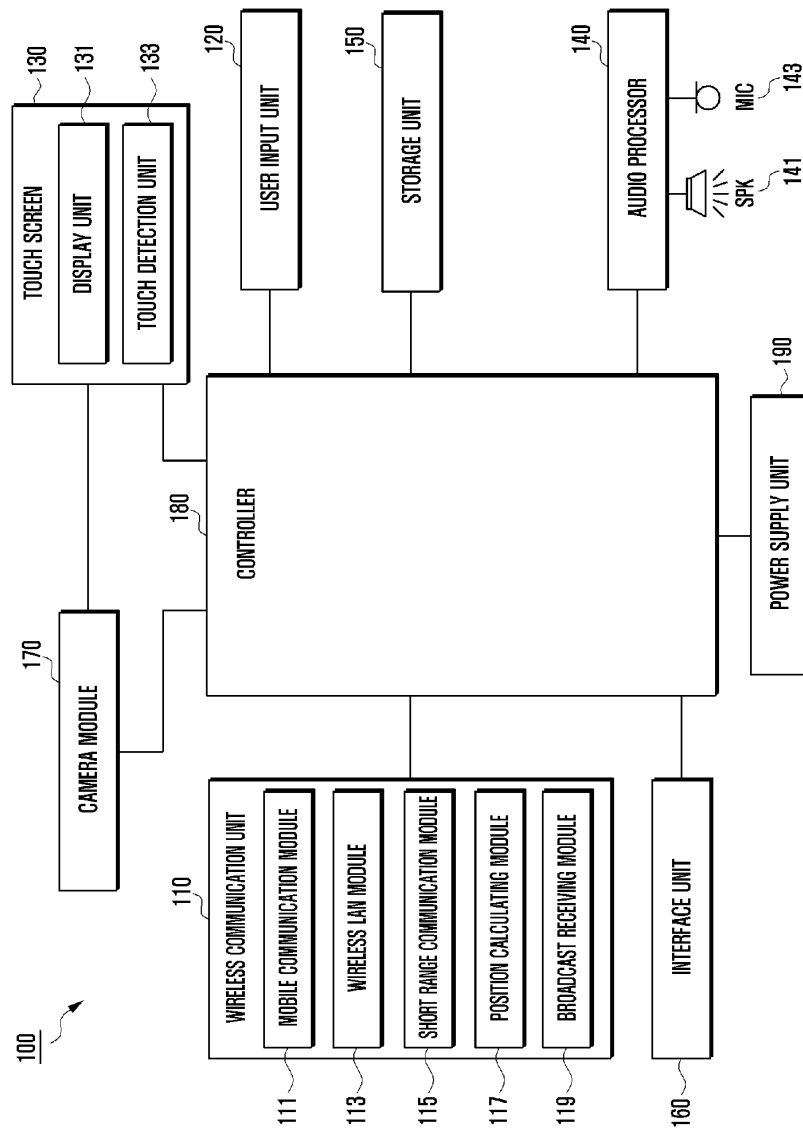 100
170
CAMERA MODULE
130
TOUCH SCREEN
131
DISPLAY UNIT
133
TOUCH DETECTION UNIT
110
WIRELESS COMMUNICATION UNIT
111
MOBILE COMMUNICATION MODULE
113
WIRELESS LAN MODULE
115
SHORT RANGE COMMUNICATION MODULE
117
POSITION CALCULATING MODULE
119
BROADCAST RECEIVING MODULE
180
CONTROLLER
120
USER INPUT UNIT
150
STORAGE UNIT
140
AUDIO PROCESSOR
SPK
141
MIC
143
160
INTERFACE UNIT
190
POWER SUPPLY UNIT